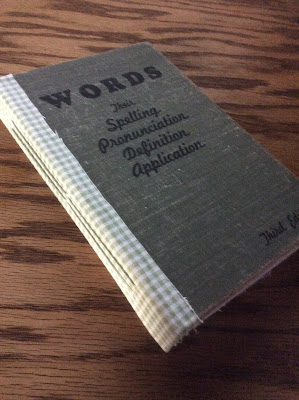 WORDS
Their
Spelling
Pronunciation
Definition
Application
Third